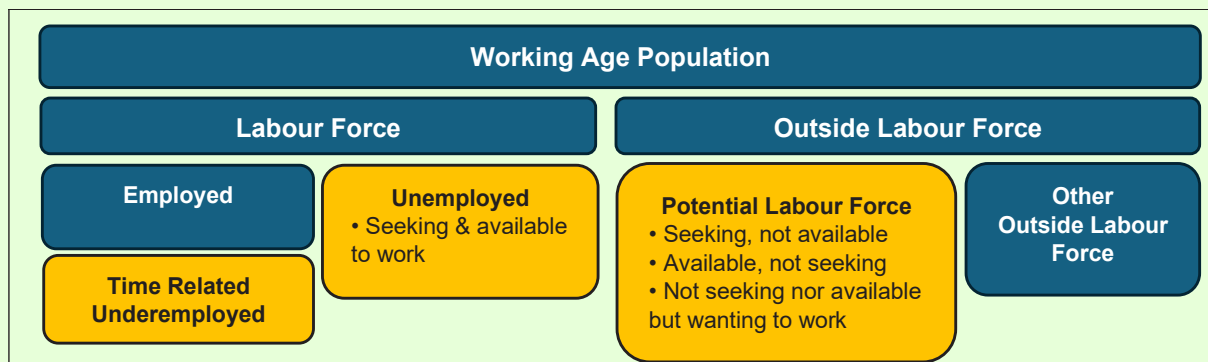 Working Age Population
Labour Force
Outside Labour Force
Employed
Time Related
Underemployed
Unemployed
• Seeking & available
to work
Potential Labour Force
• Seeking, not available
• Available, not seeking
• Not seeking nor available
but wanting to work
Other
Outside Labour
Force